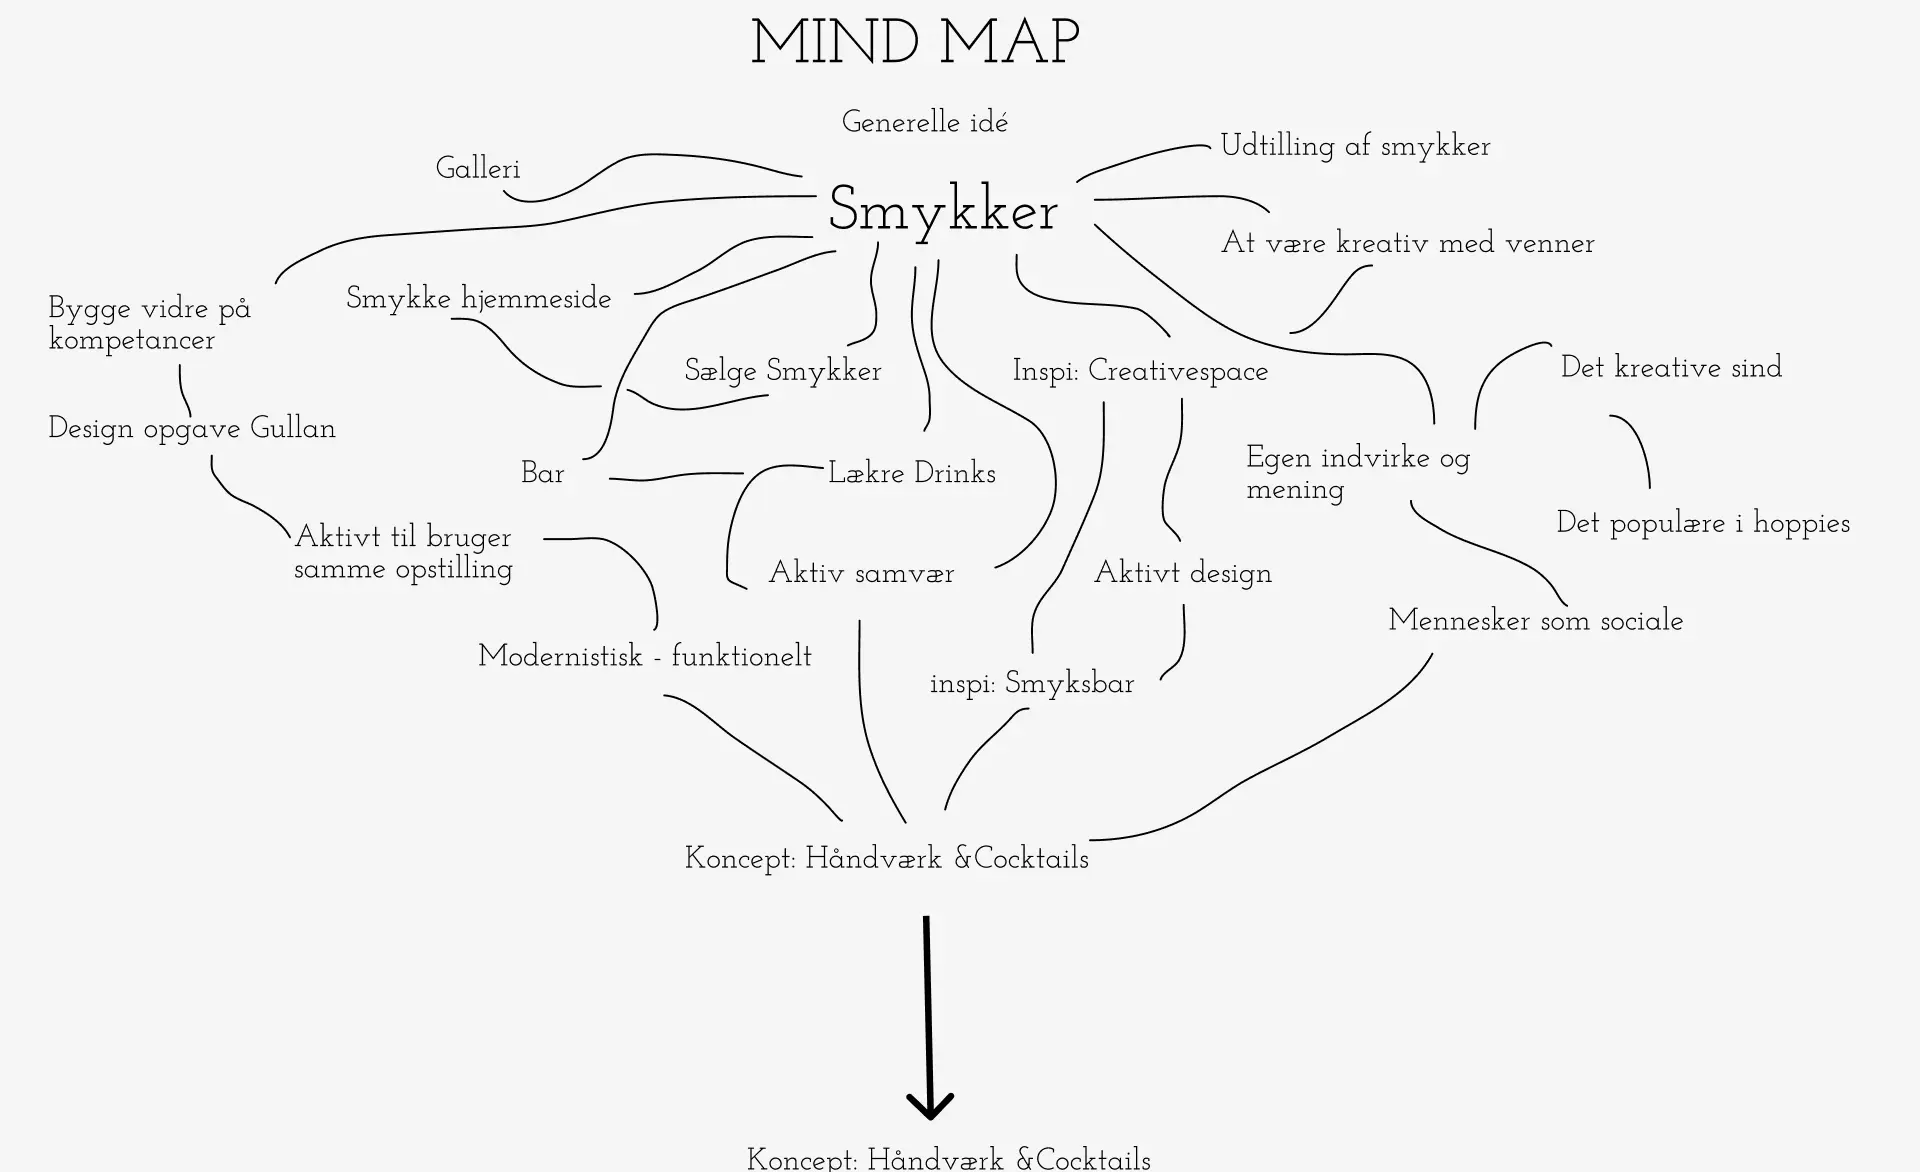 MIND MAP
Generelle idé
Smykker
Galleri
Udtilling af smykker
At være kreativ med venner
Bygge vidre på
kompetancer
Smykke hjemmeside
Sælge Smykker
Inspi: Creativespace
Det kreative sind
Design opgave Gullan
Bar
Lækre Drinks
Egen indvirke og
mening
Det populære i hoppies
Aktivt til bruger
samme opstilling
Aktiv samvær
Aktivt design
Mennesker som sociale
Modernistisk - funktionelt
inspi: Smyksbar
Koncept: Håndværk &Cocktails
Koncept: Håndværk &Cocktails